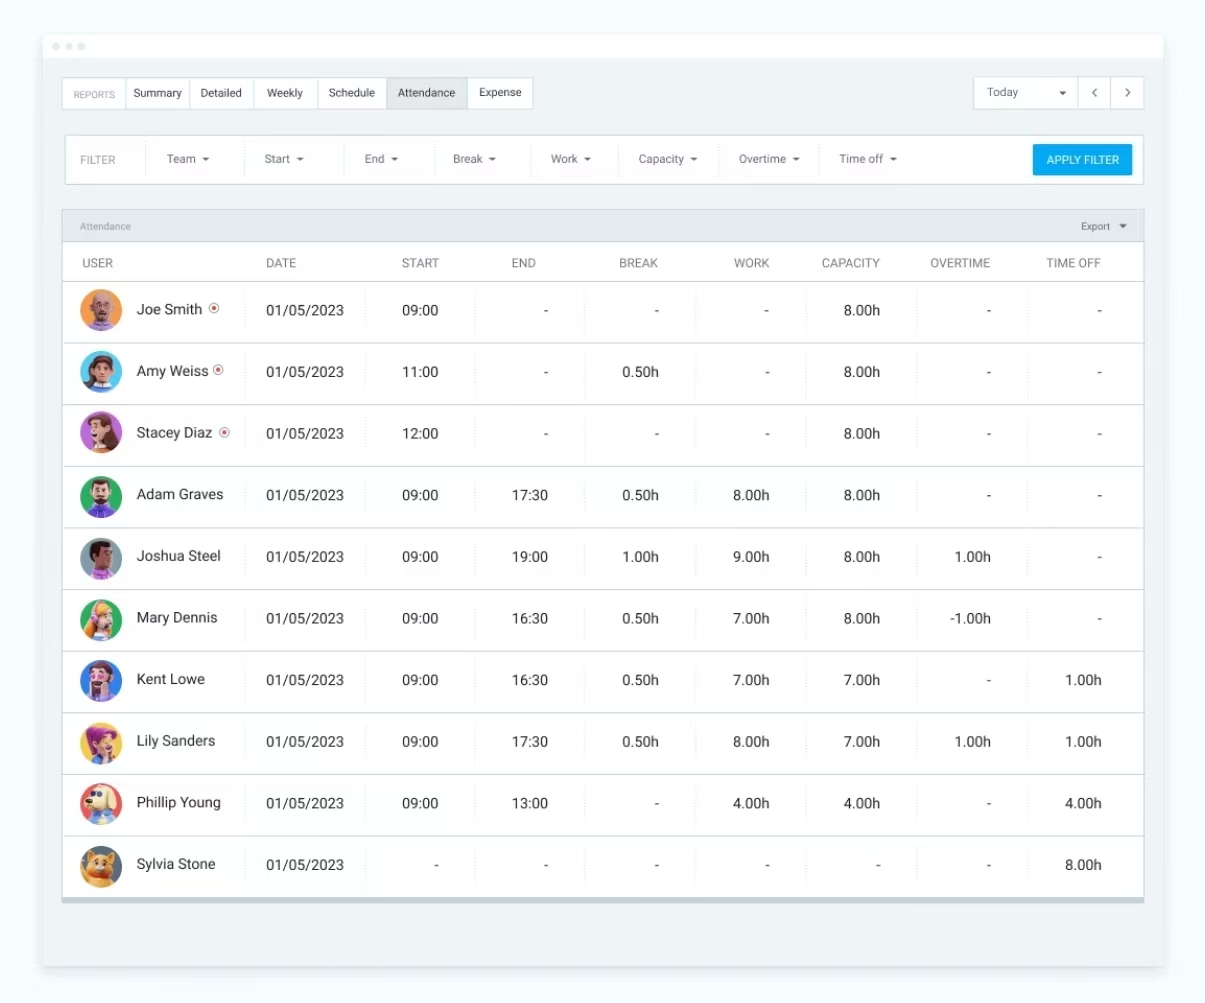 REPORTS Summary Detailed Weekly Schedule Attendance Expense Today
FILTER Team Start End Break Work Capacity Overtime Time off APPLY FILTER
Attendance Export
USER DATE START END BREAK WORK CAPACITY OVERTIME TIME OFF
Joe Smith 01/05/2023 09:00 - - - 8.00h - -
Amy Weiss 01/05/2023 11:00 - 0.50h - 8.00h - -
Stacey Diaz 01/05/2023 12:00 - - - 8.00h - -
Adam Graves 01/05/2023 09:00 17:30 0.50h 8.00h 8.00h - -
Joshua Steel 01/05/2023 09:00 19:00 1.00h 9.00h 8.00h 1.00h -
Mary Dennis 01/05/2023 09:00 16:30 0.50h 7.00h 8.00h -1.00h -
Kent Lowe 01/05/2023 09:00 16:30 0.50h 7.00h 7.00h - 1.00h
Lily Sanders 01/05/2023 09:00 17:30 0.50h 8.00h 7.00h 1.00h 1.00h
Phillip Young 01/05/2023 09:00 13:00 - 4.00h 4.00h - 4.00h
Sylvia Stone 01/05/2023 - - - - - - 8.00h